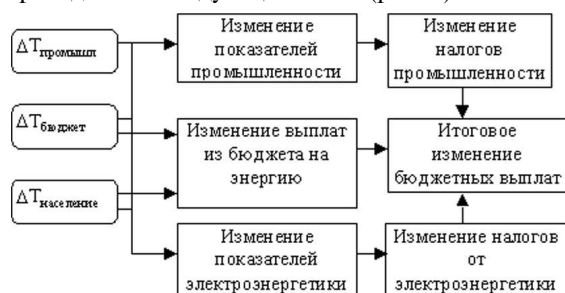 ΔTпромышл
ΔTбюджет
ΔTнаселение
Изменение
показателей
промышленности
Изменение
налогов
промышленности
Изменение выплат
из бюджета на
энергию
Итоговое
изменение
бюджетных выплат
Изменение
показателей
электроэнергетики
Изменение налогов
от
электроэнергетики